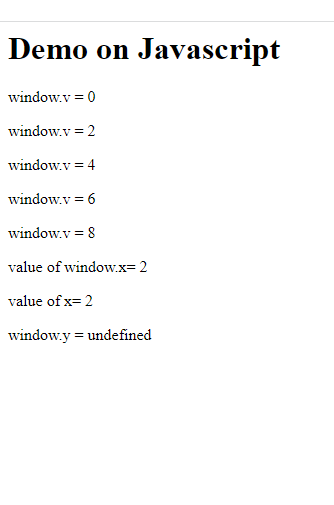 Demo on Javascript
window.v = 0
window.v = 2
window.v = 4
window.v = 6
window.v = 8
value of window.x= 2
value of x= 2
window.y = undefined